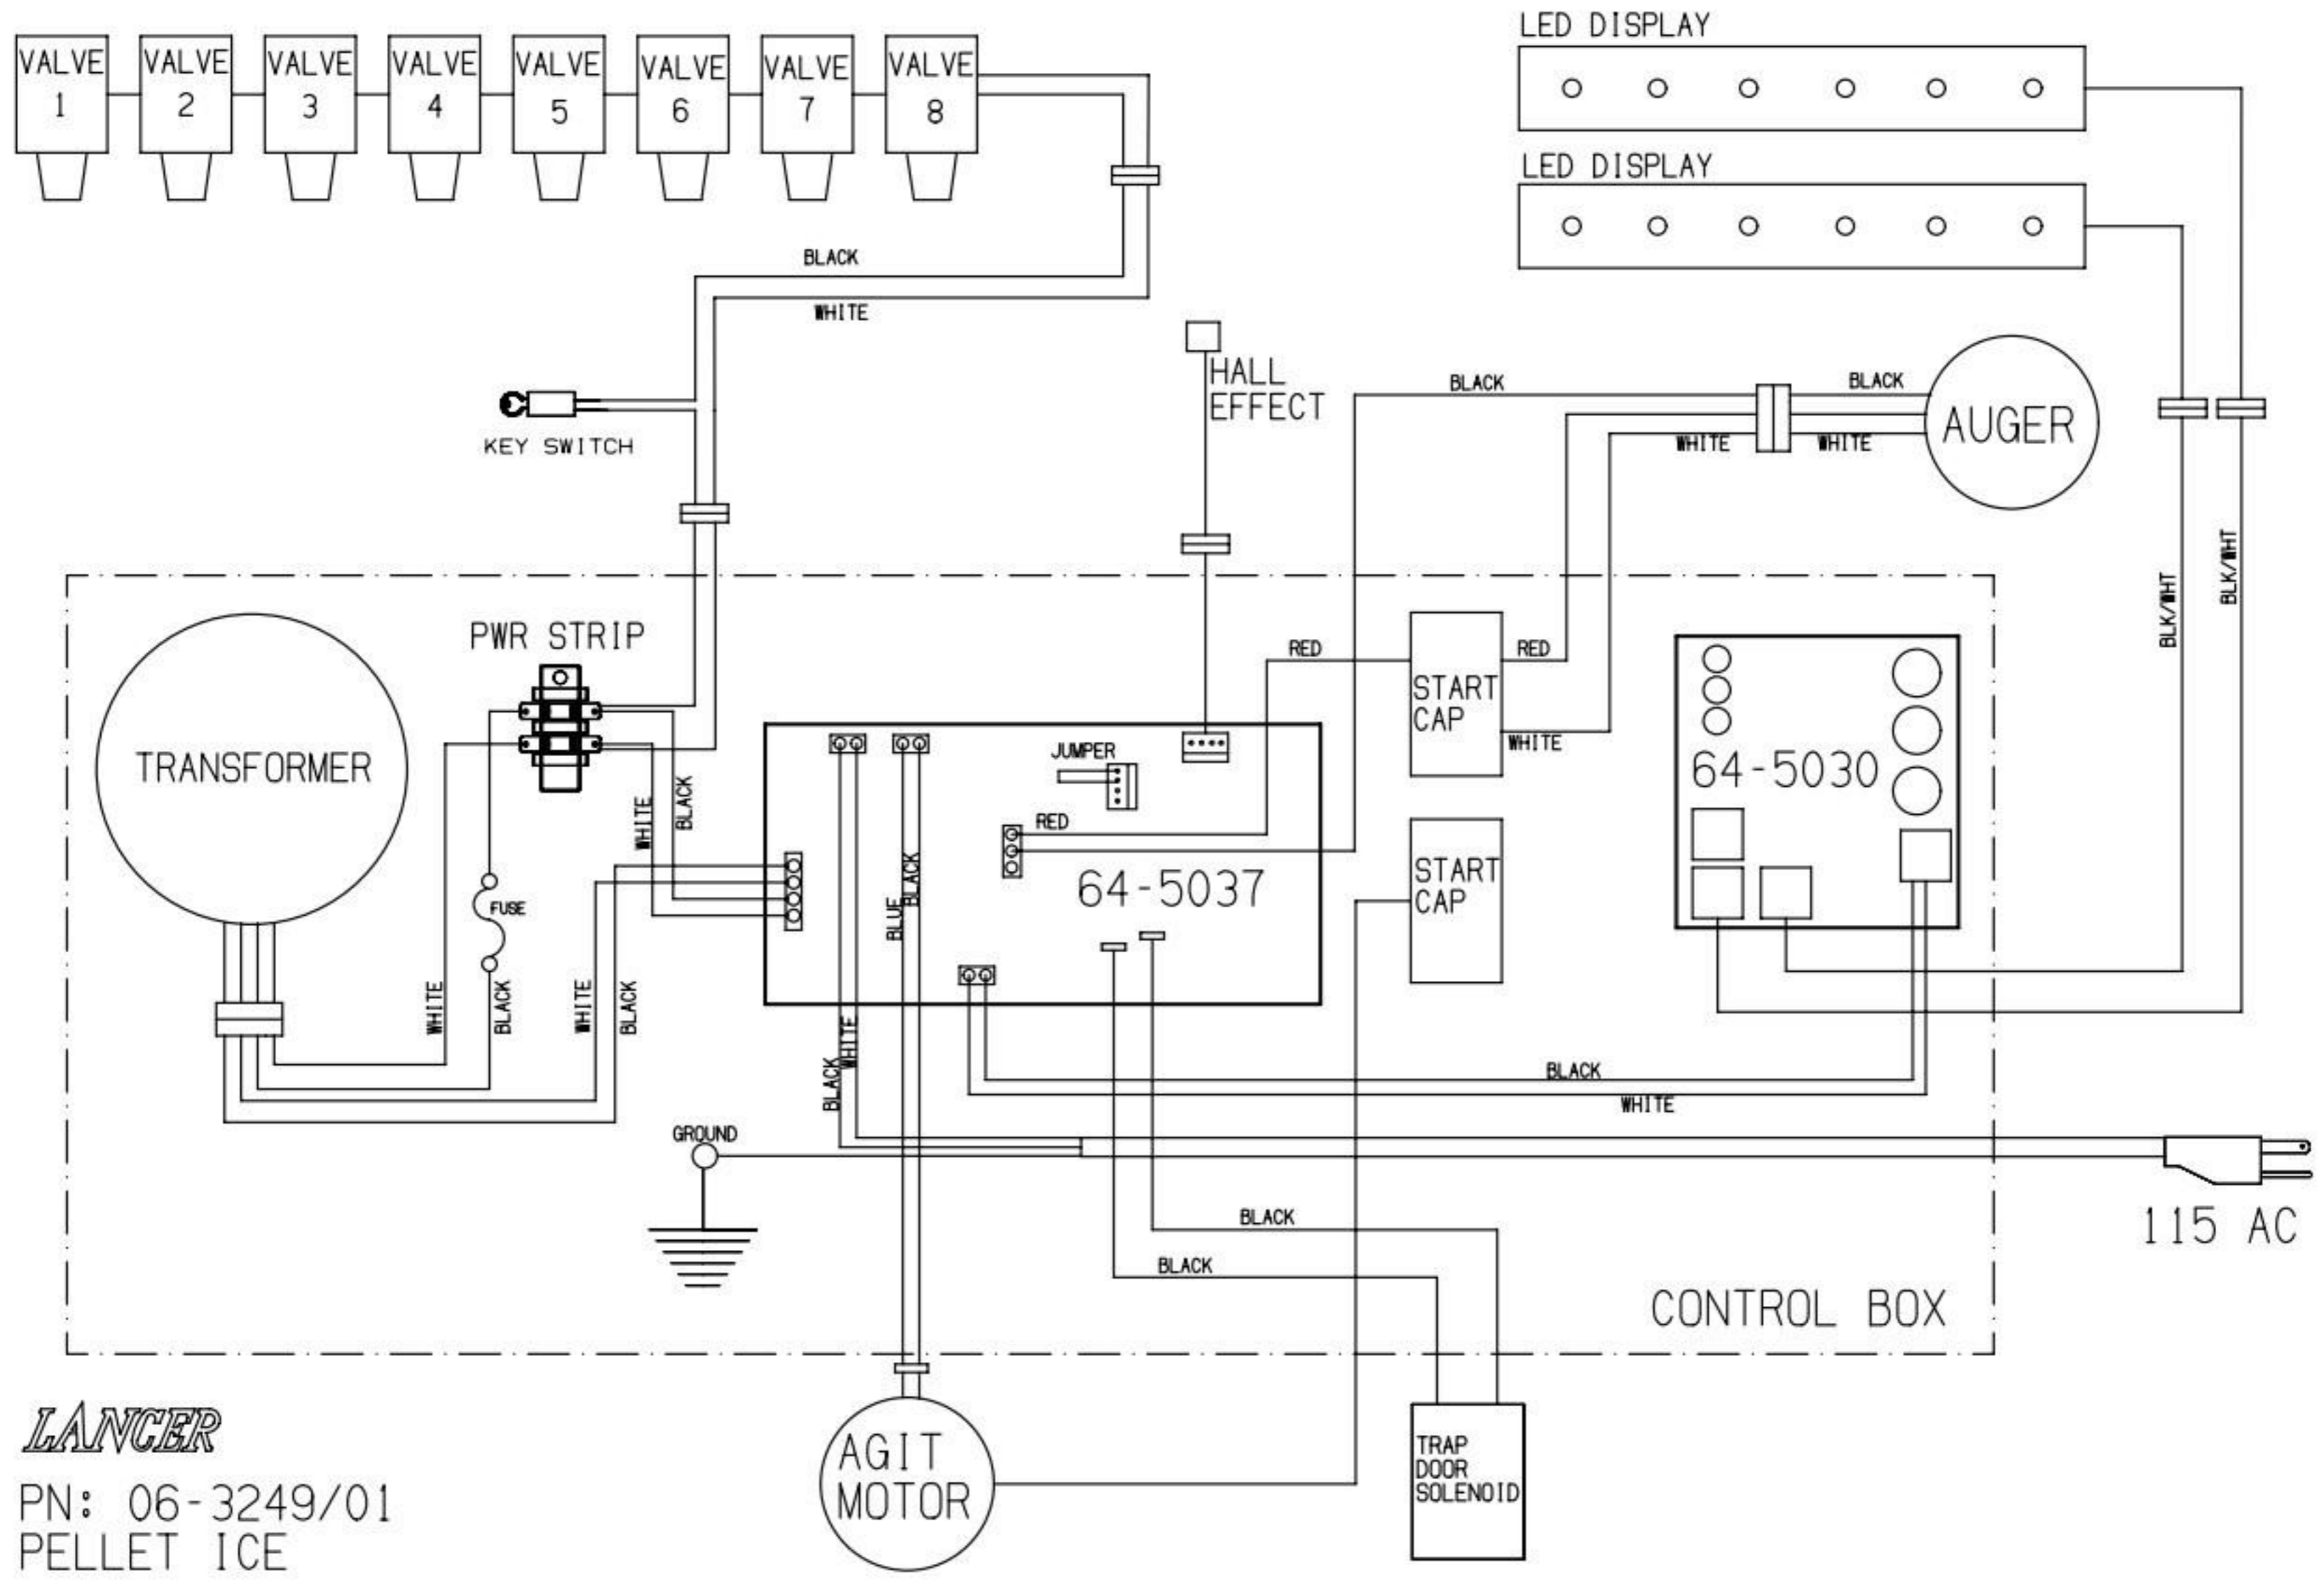 LED DISPLAY
VALVE 1
VALVE 2
VALVE 3
VALVE 4
VALVE 5
VALVE 6
VALVE 7
VALVE 8
LED DISPLAY
BLACK
WHITE
HALL
EFFECT
BLACK
BLACK
AUGER
KEY SWITCH
WHITE
WHITE
BLK/WHT
BLK/WHT
PWR STRIP
RED
RED
START
CAP
WHITE
TRANSFORMER
JUMPER
64-5030
WHITE
BLACK
RED
BLACK
BLUE
64-5037
START
CAP
FUSE
WHITE
BLACK
WHITE
BLACK
WHITE
BLACK
BLACK
WHITE
GROUND
BLACK
115 AC
BLACK
CONTROL BOX
LANCER
PN: 06-3249/01
PELLET ICE
AGIT
MOTOR
TRAP
DOOR
SOLENOID